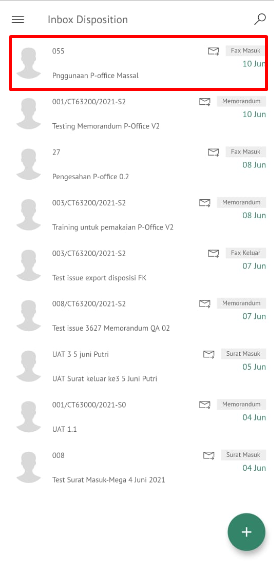 Inbox Disposition
055
Fax Masuk
10 Jun
Pnggunaan P-office Massal
001/CT63200/2021-S2
Memorandum
10 Jun
Testing Memorandum P-Office V2
27
Fax Masuk
08 Jun
Pengesahan P-office 0.2
003/CT63200/2021-S2
Memorandum
08 Jun
Training untuk pemakaian P-Office V2
003/CT63200/2021-S2
Fax Keluar
07 Jun
Test issue export disposisi FK
008/CT63200/2021-S2
Memorandum
07 Jun
Test issue 3627 Memorandum QA 02
UAT 3 5 juni Putri
Surat Masuk
05 Jun
UAT Surat keluar ke3 5 Juni Putri
001/CT63000/2021-S0
Memorandum
04 Jun
UAT 1.1
008
Surat Masuk
04 Jun
Test Surat Masuk-Mega 4 Juni 2021